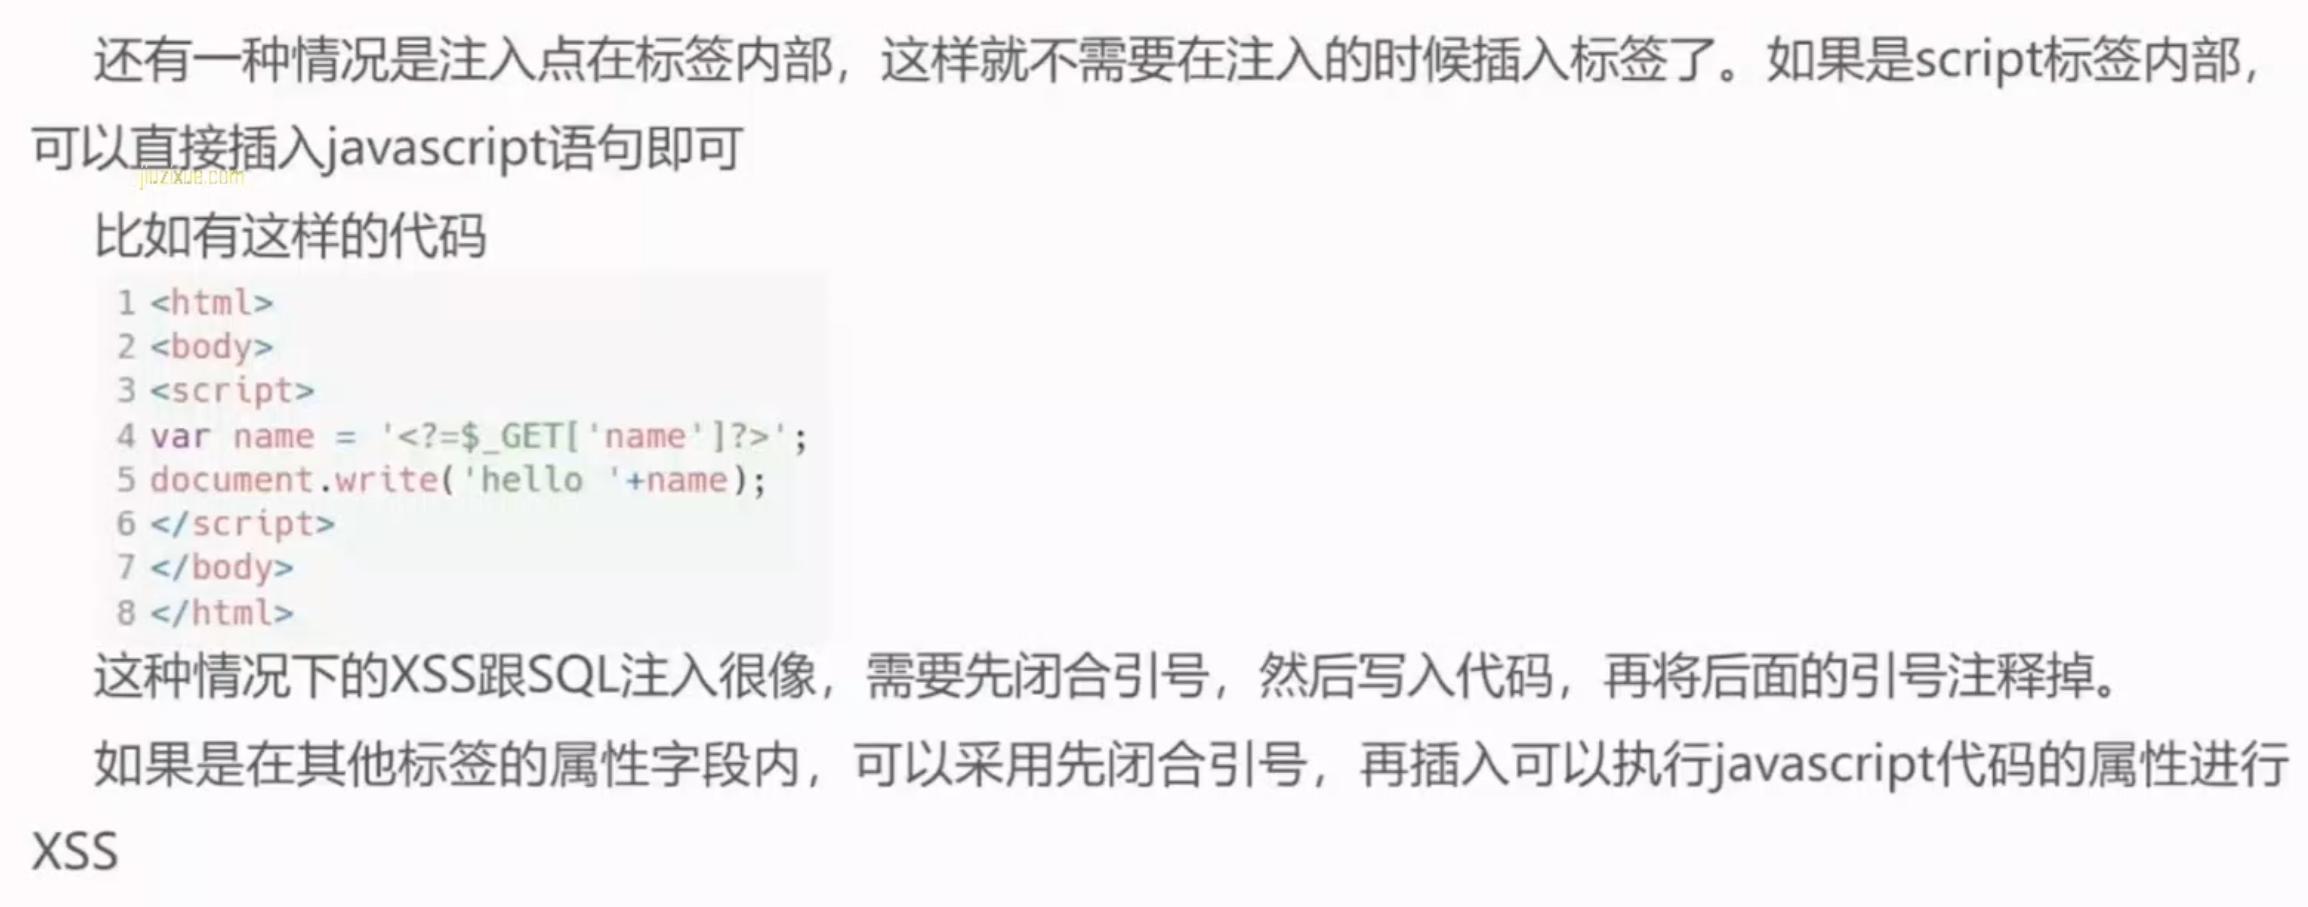 还有一种情况是注入点在标签内部，这样就不需要在注入的时候插入标签了。如果是script标签内部，
可以直接插入javascript语句即可
jiuzixue.com
比如有这样的代码
1 <html>
2 <body>
3 <script>
4 var name = '<?=$_GET['name']?>';
5 document.write('hello '+name);
6 </script>
7 </body>
8 </html>
这种情况下的XSS跟SQL注入很像，需要先闭合引号，然后写入代码，再将后面的引号注释掉。
如果是在其他标签的属性字段内，可以采用先闭合引号，再插入可以执行javascript代码的属性进行
XSS